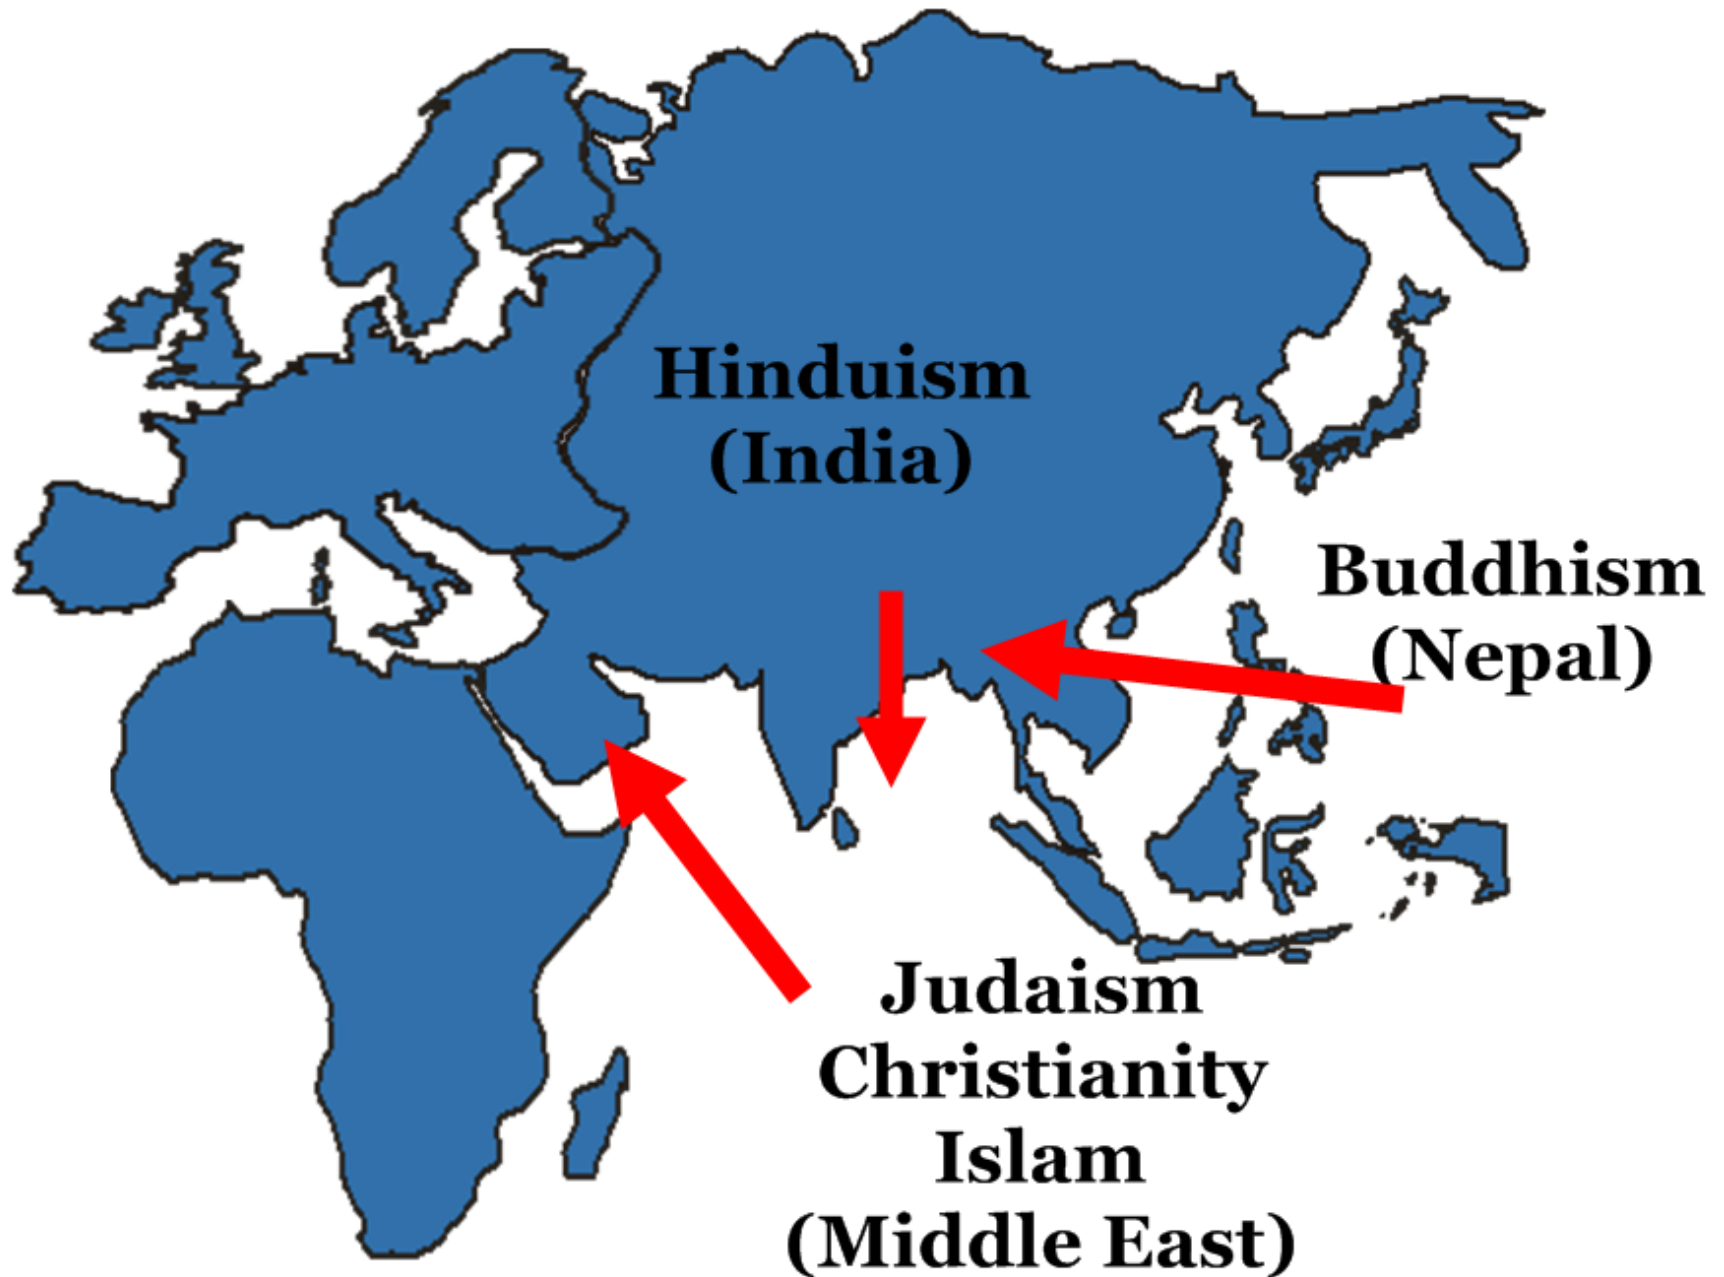 Hinduism
(India)
Buddhism
(Nepal)
Judaism
Christianity
Islam
(Middle East)